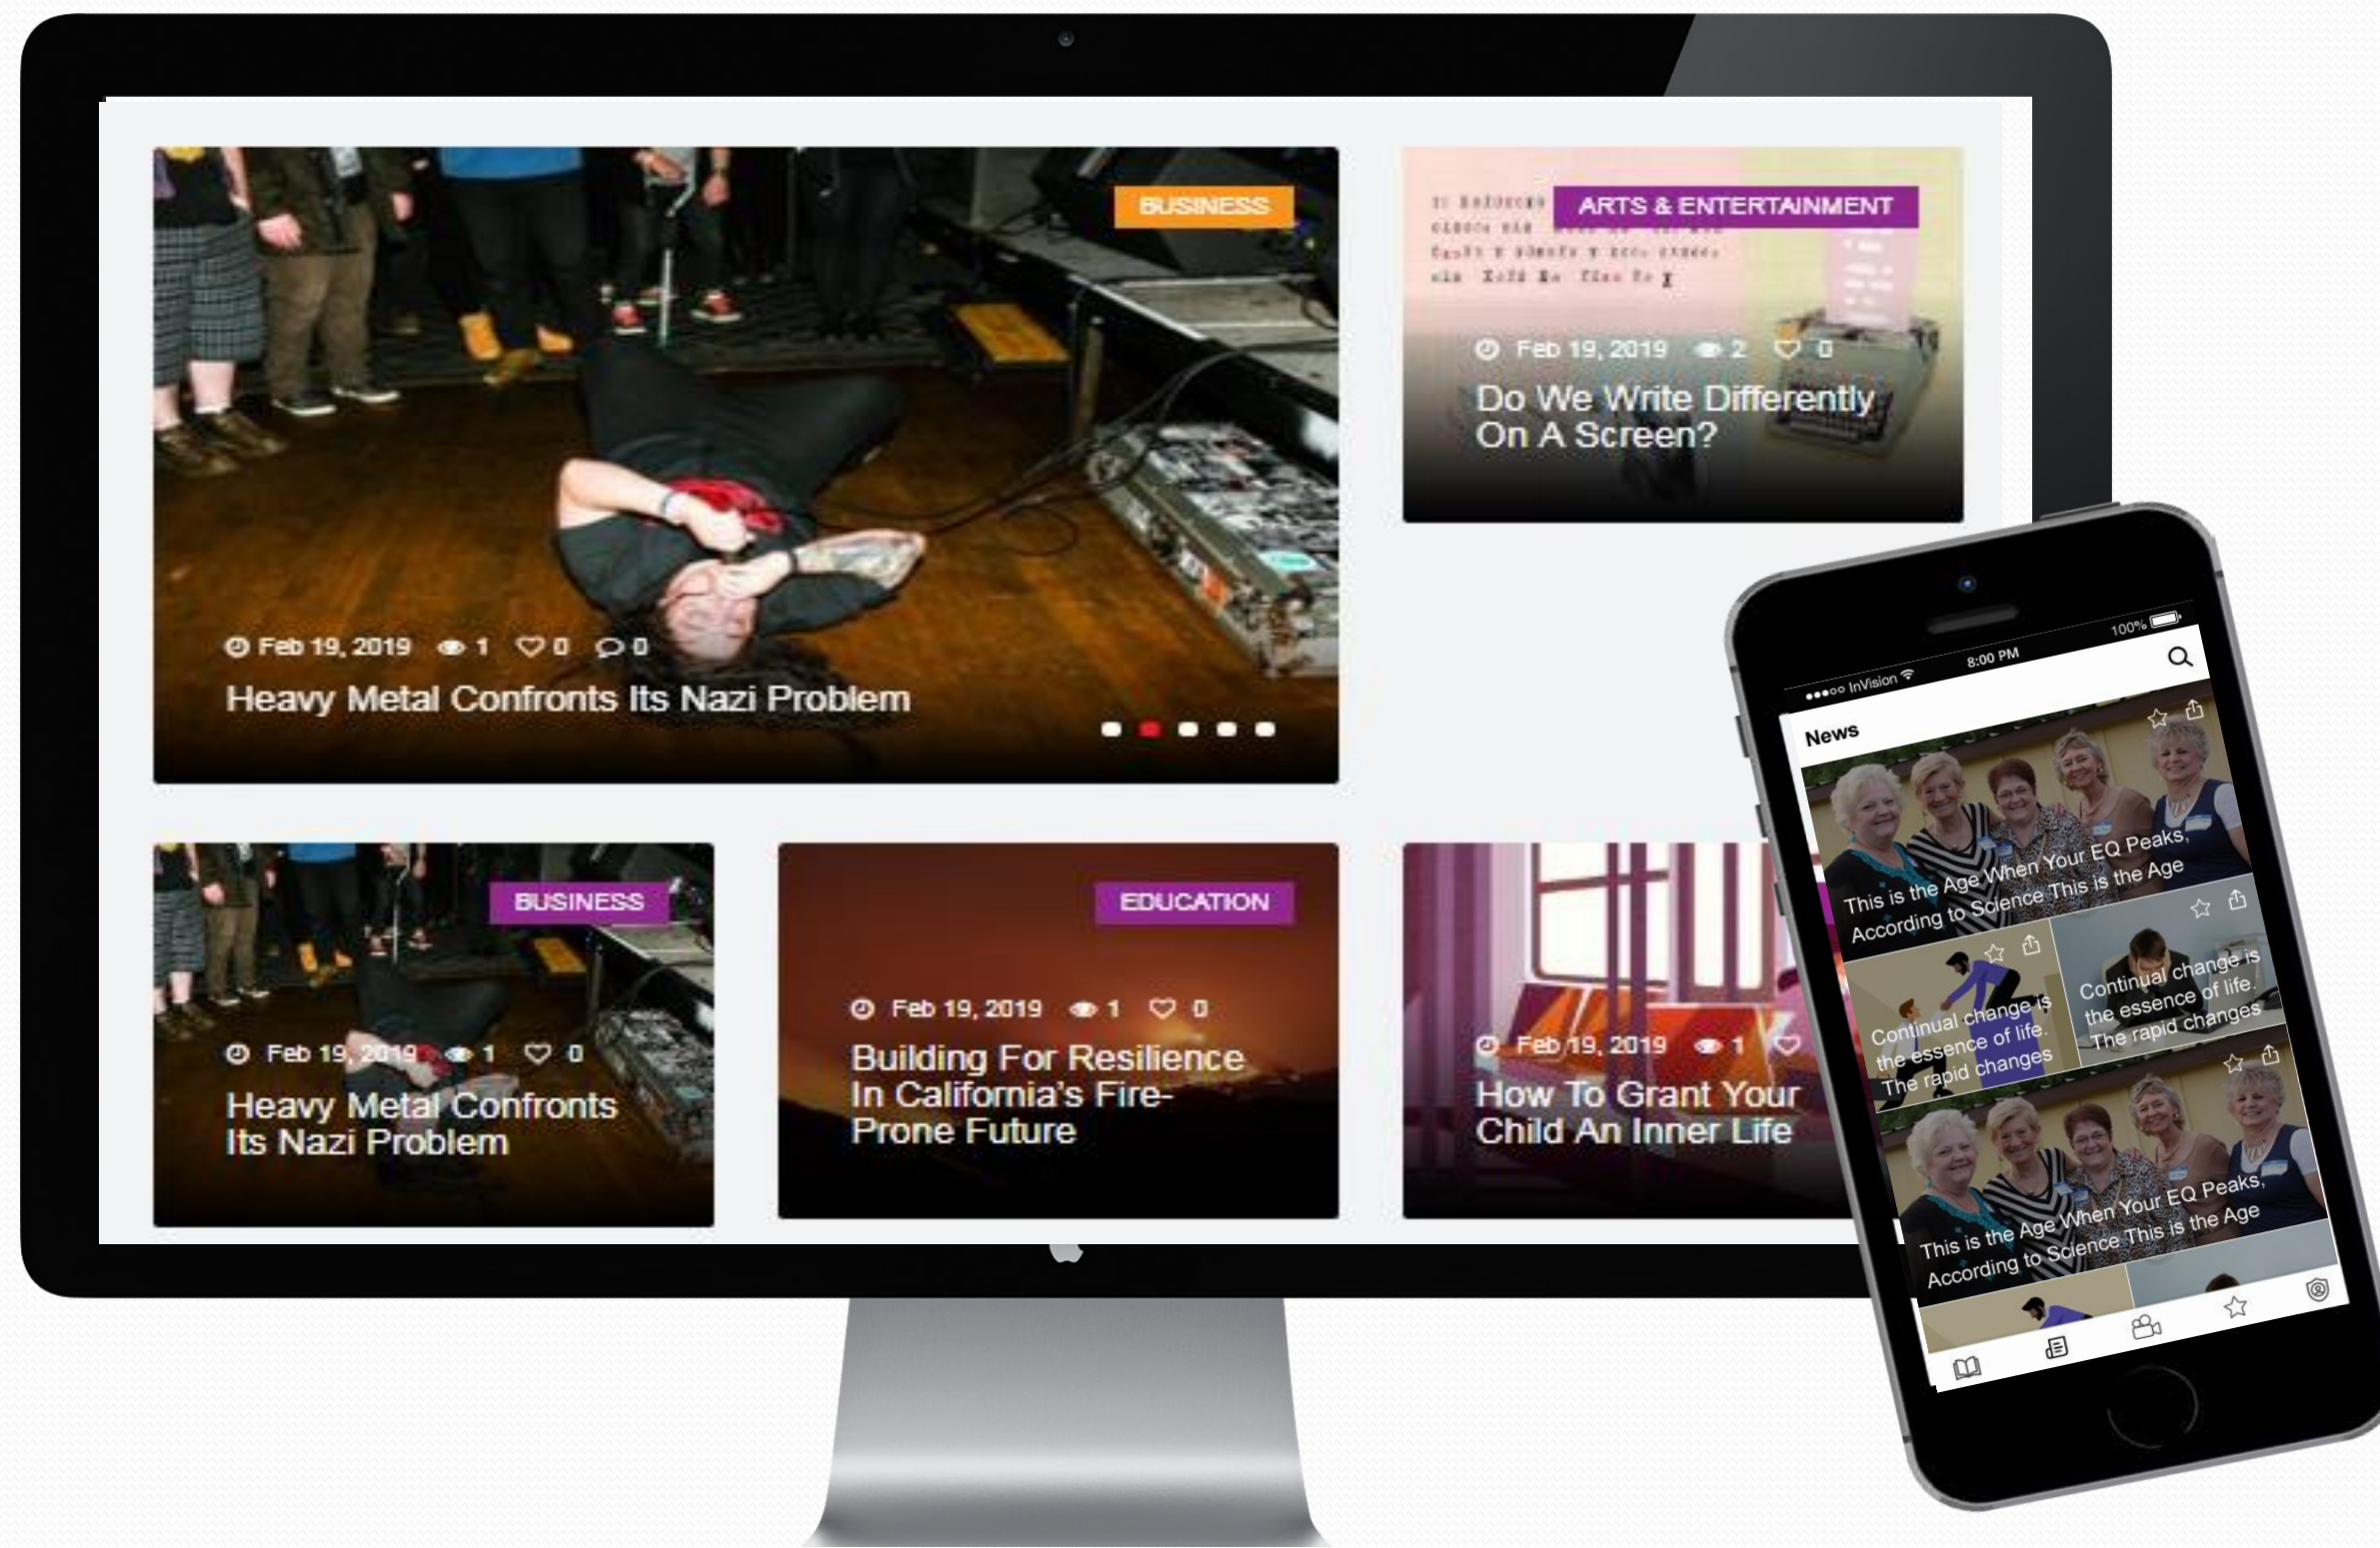 BUSINESS
Feb 19, 2019 1 0 0
Heavy Metal Confronts Its Nazi Problem
ARTS & ENTERTAINMENT
Feb 19, 2019 2 0
Do We Write Differently
On A Screen?
BUSINESS
Feb 19, 2019 1 0
Heavy Metal Confronts
Its Nazi Problem
EDUCATION
Feb 19, 2019 1 0
Building For Resilience
In California's Fire-
Prone Future
Feb 19, 2019 1
How To Grant Your
Child An Inner Life
InVision 8:00 PM 100%
News
This is the Age When Your EQ Peaks,
According to Science This is the Age
Continual change is
the essence of life.
The rapid changes
Continual change is
the essence of life.
The rapid changes
This is the Age When Your EQ Peaks,
According to Science This is the Age